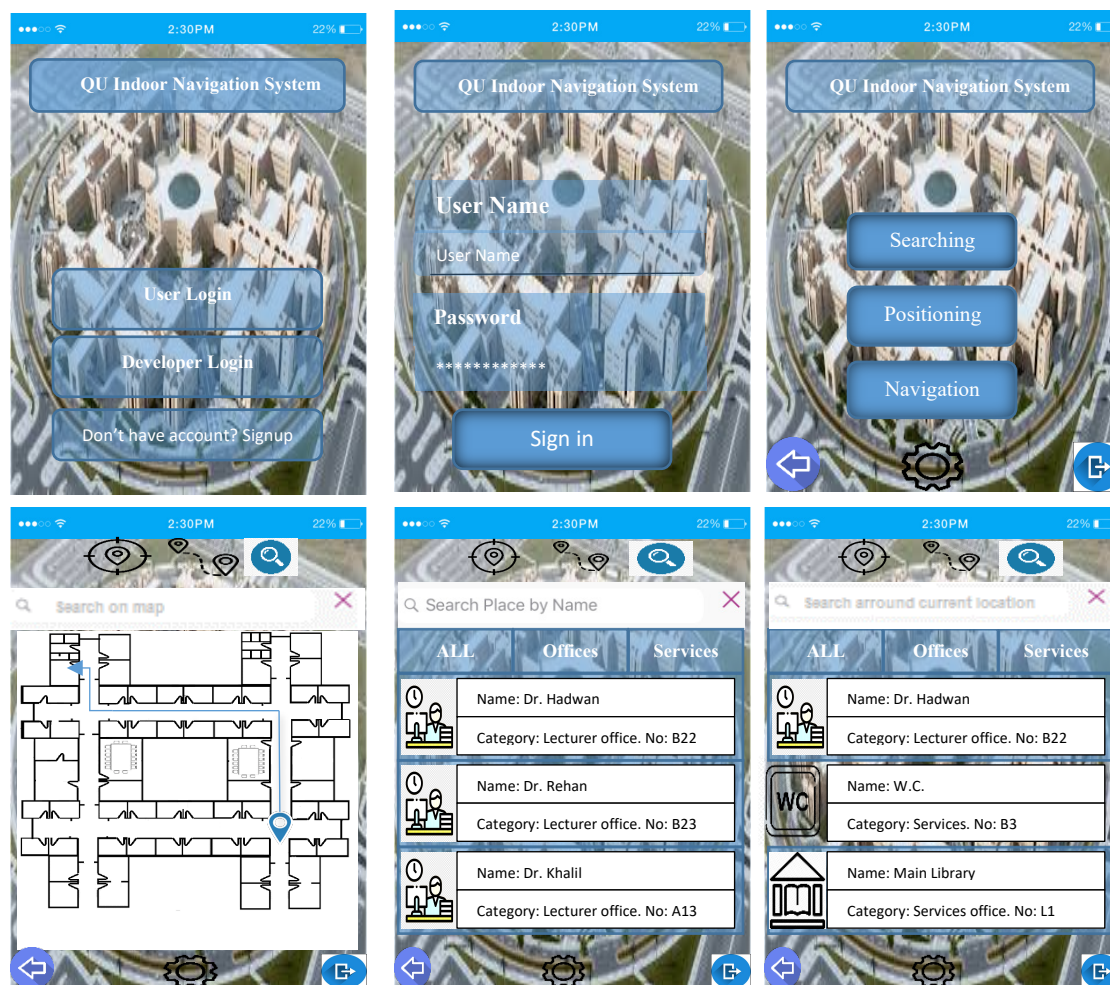 2:30PM 22%
QU Indoor Navigation System
User Login
Developer Login
Don't have account? Signup
2:30PM 22%
QU Indoor Navigation System
User Name
User Name
Password
************
Sign in
2:30PM 22%
QU Indoor Navigation System
Searching
Positioning
Navigation
2:30PM 22%
Search on map
2:30PM 22%
Search Place by Name
ALL Offices Services
Name: Dr. Hadwan
Category: Lecturer office. No: B22
Name: Dr. Rehan
Category: Lecturer office. No: B23
Name: Dr. Khalil
Category: Lecturer office. No: A13
2:30PM 22%
Search arround current location
ALL Offices Services
Name: Dr. Hadwan
Category: Lecturer office. No: B22
WC
Name: W.C.
Category: Services. No: B3
Name: Main Library
Category: Services office. No: L1